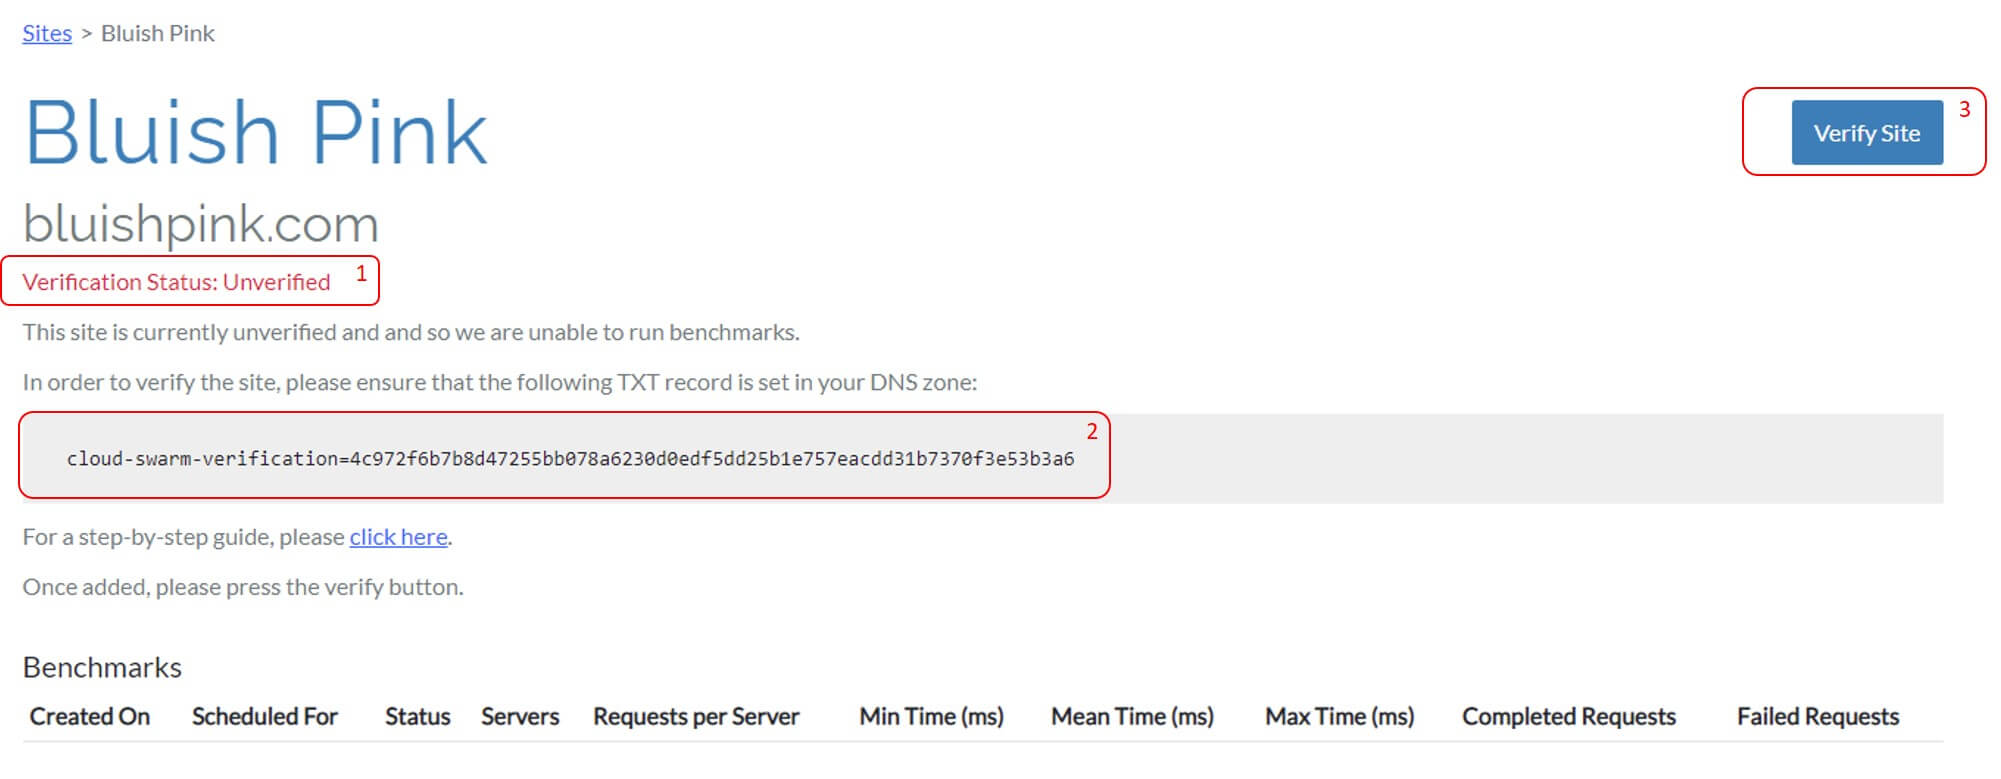 Sites > Bluish Pink
Bluish Pink
Verify Site 3
bluishpink.com
Verification Status: Unverified 1
This site is currently unverified and and so we are unable to run benchmarks.
In order to verify the site, please ensure that the following TXT record is set in your DNS zone:
2
cloud-swarm-verification=4c972f6b7b8d47255bb078a6230d0edf5dd25b1e757eacdd31b7370f3e53b3a6
For a step-by-step guide, please click here.
Once added, please press the verify button.
Benchmarks
Created On Scheduled For Status Servers Requests per Server Min Time (ms) Mean Time (ms) Max Time (ms) Completed Requests Failed Requests